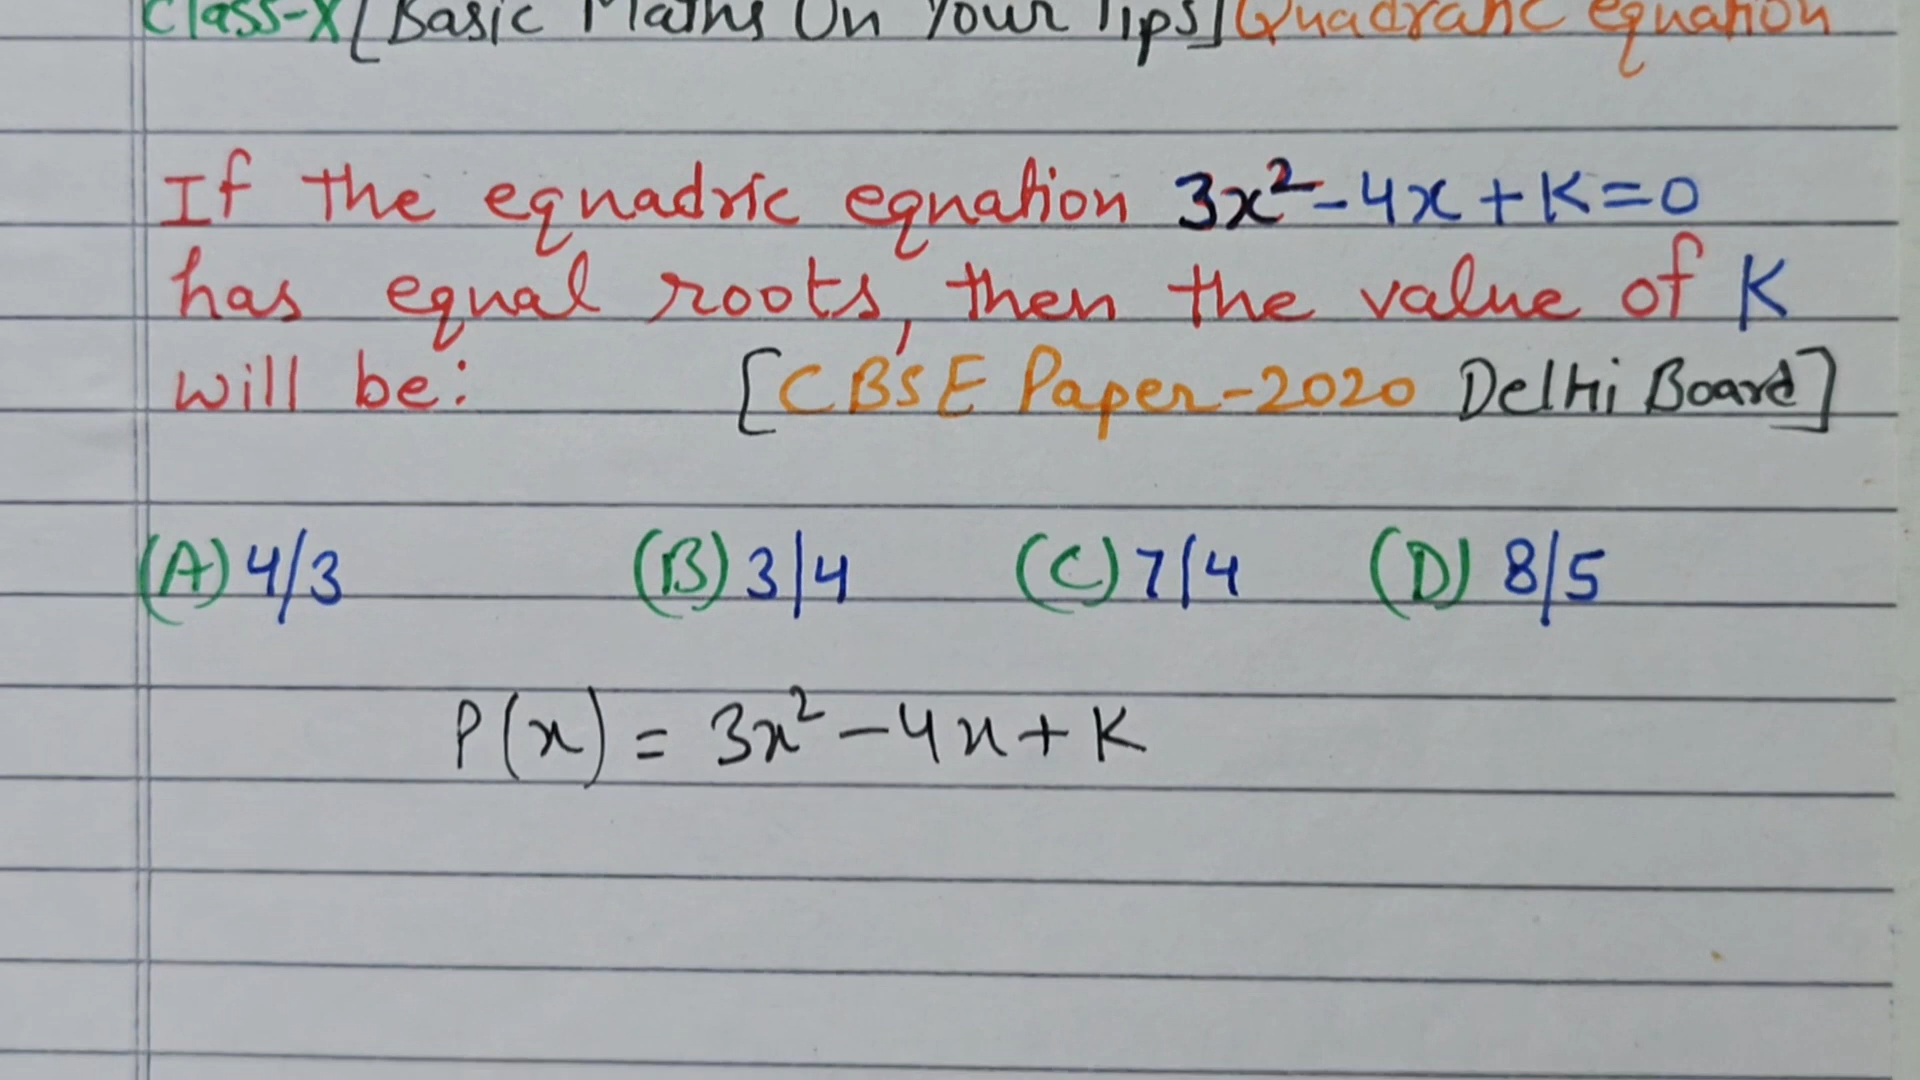 Class-X [Basic Maths On Your Tips] Quadratic equation
If the equadric equation 3x²-4x+K=0
has equal roots, then the value of K
will be: [CBSE Paper-2020 Delhi Board]
(A) 4/3 (B) 3/4 (C) 7/4 (D) 8/5
P(x) = 3x²-4x+K